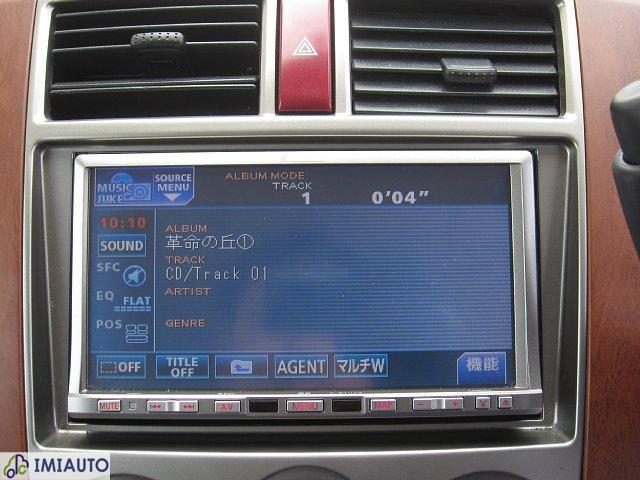 MUSIC JUKE
SOURCE MENU
ALBUM MODE
TRACK
1 0'04"
10:10
SOUND
SFC
EQ FLAT
POS
ALBUM
革命の丘①
TRACK
CD/Track 01
ARTIST
GENRE
OFF
TITLE OFF
AGENT
マルチW
機能
MUTE
AV
MENU
MAP
IMIAUTO